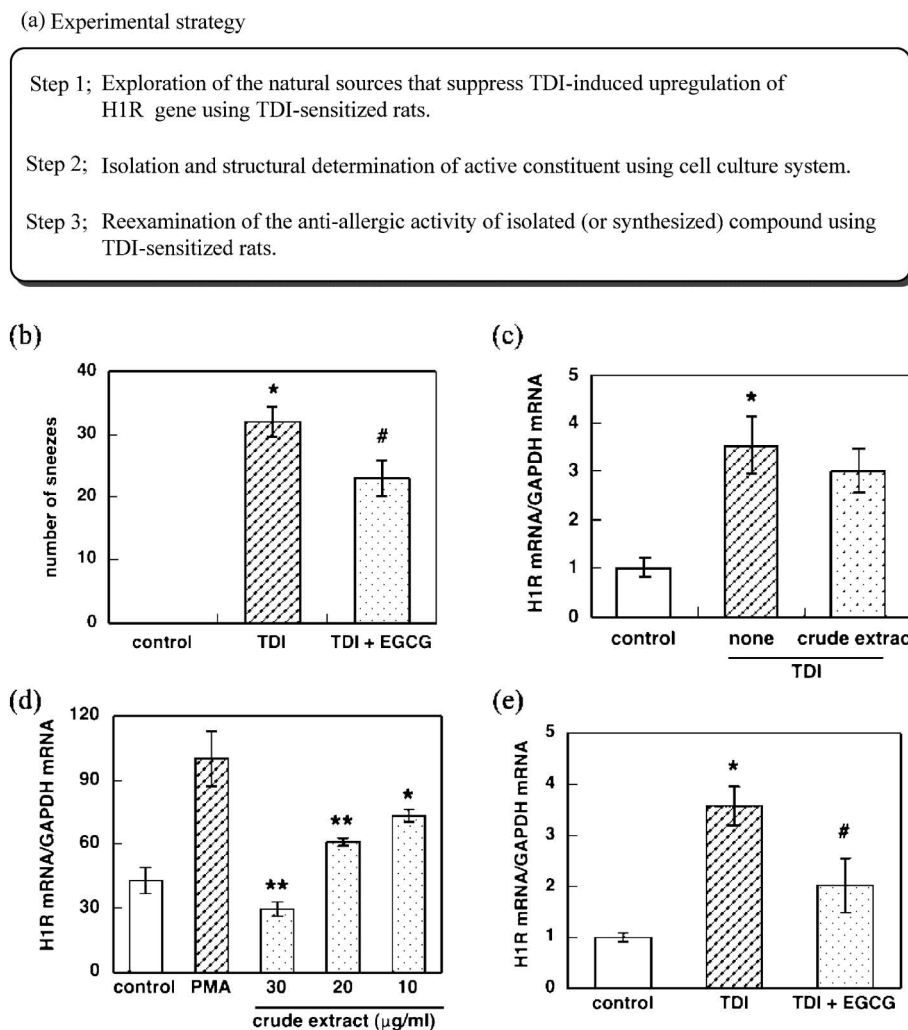 (a) Experimental strategy
Step 1; Exploration of the natural sources that suppress TDI-induced upregulation of
H1R gene using TDI-sensitized rats.
Step 2; Isolation and structural determination of active constituent using cell culture system.
Step 3; Reexamination of the anti-allergic activity of isolated (or synthesized) compound using
TDI-sensitized rats.
(b)
number of sneezes
40
30
20
10
0
*
#
control TDI TDI + EGCG
(c)
H1R mRNA/GAPDH mRNA
5
4
3
2
1
0
*
control none crude extrac
TDI
(d)
H1R mRNA/GAPDH mRNA
120
90
60
30
0
**
**
*
control PMA 30 20 10
crude extract (μg/ml)
(e)
H1R mRNA/GAPDH mRNA
5
4
3
2
1
0
*
#
control TDI TDI + EGCG